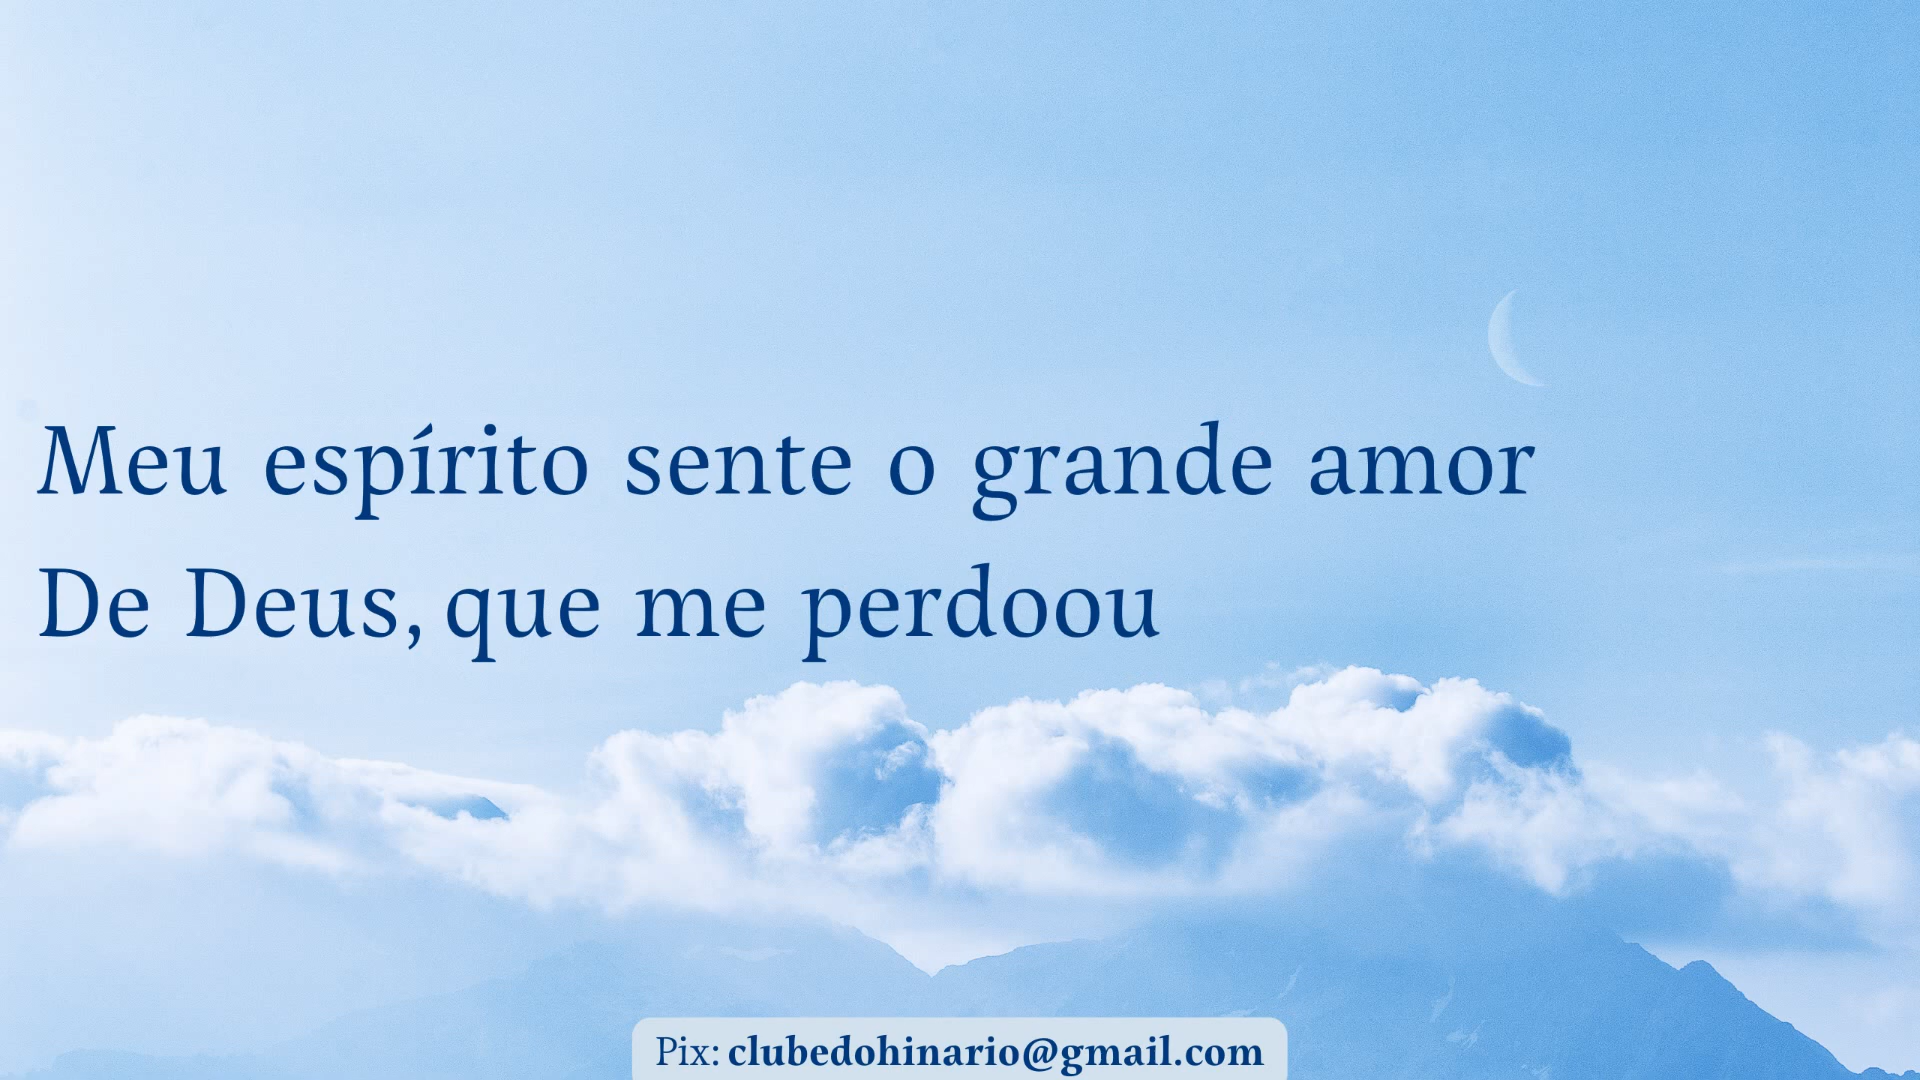 Meu espírito sente o grande amor
De Deus, que me perdoou
Pix: clubedohinario@gmail.com